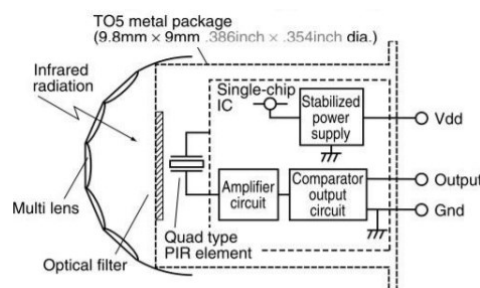 TO5 metal package
(9.8mm × 9mm .386inch × .354inch dia.)
Infrared
radiation
Single-chip
IC
Stabilized
power
supply
Vdd
Amplifier
circuit
Comparator
output
circuit
Output
Gnd
Multi lens
Quad type
PIR element
Optical filter